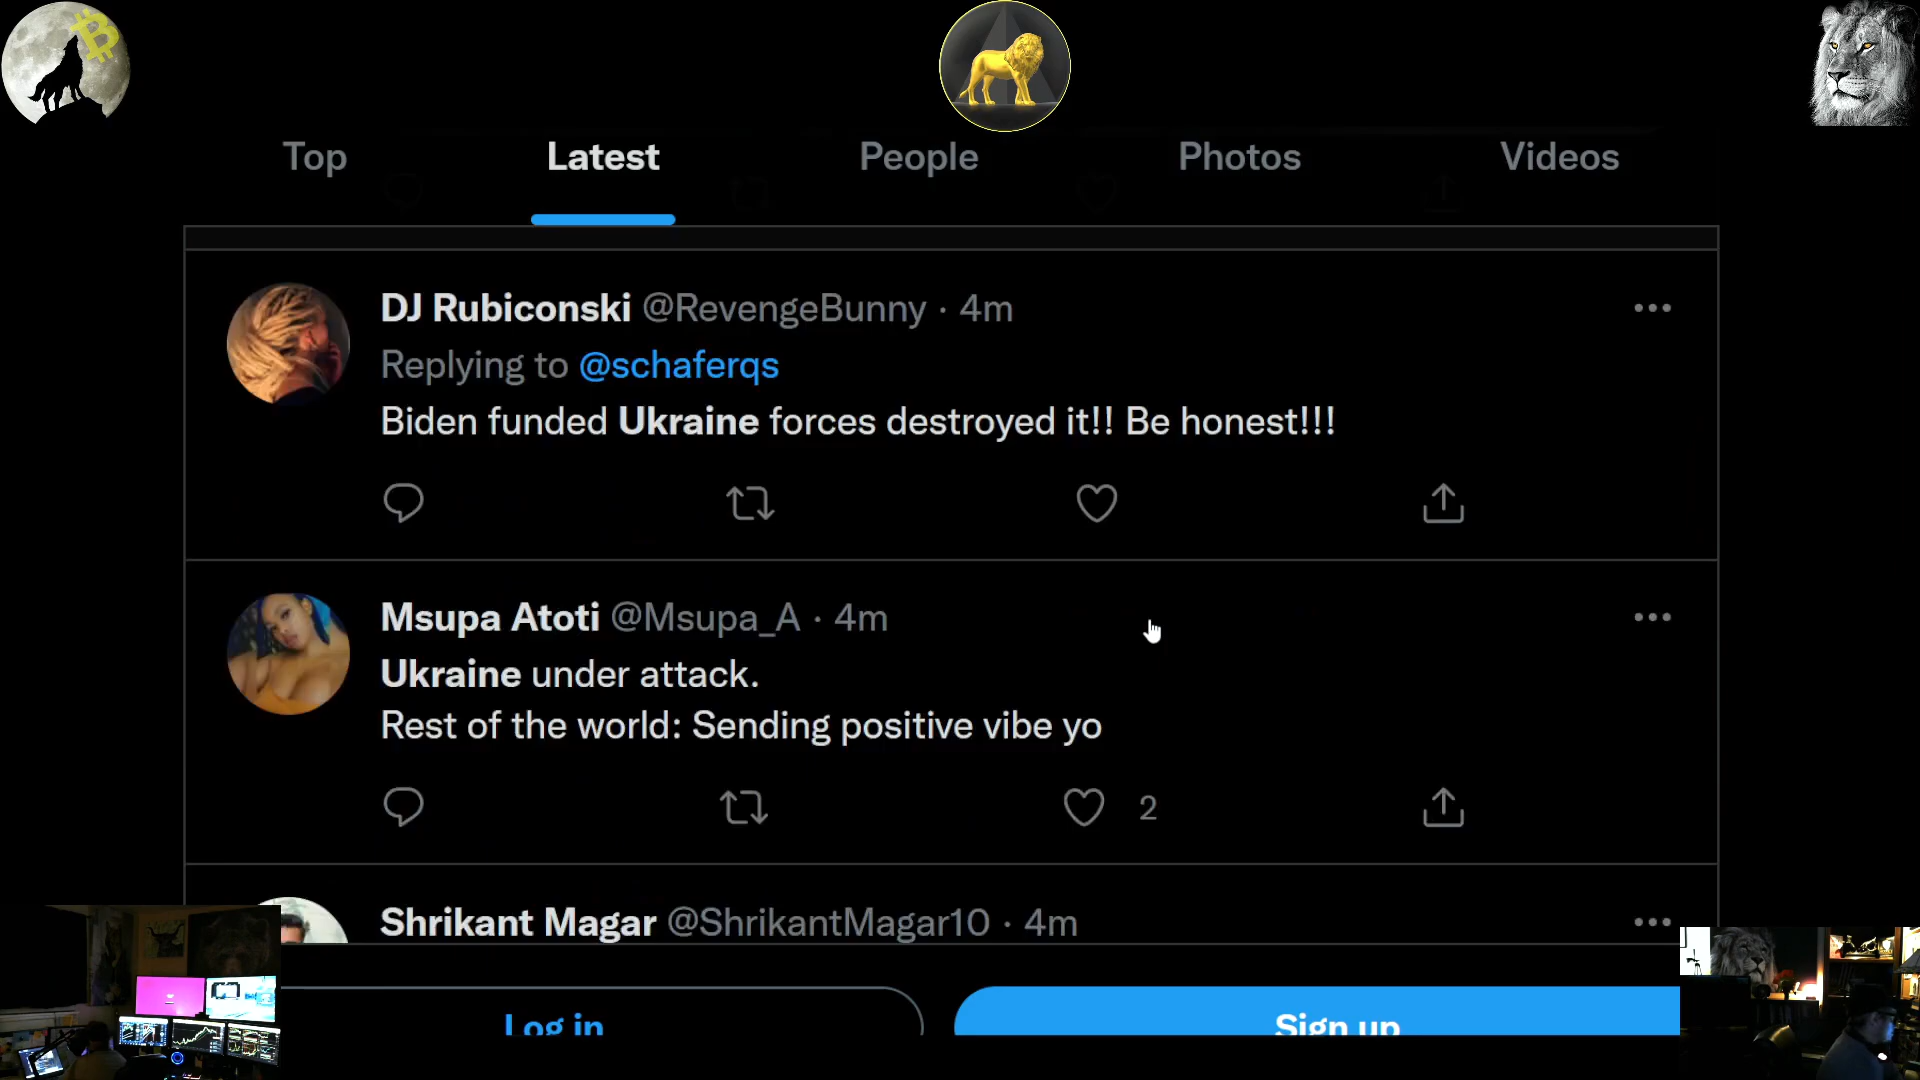 Top Latest People Photos Videos
DJ Rubiconski @RevengeBunny · 4m
Replying to @schaferqs
Biden funded Ukraine forces destroyed it!! Be honest!!!
Msupa Atoti @Msupa_A · 4m
Ukraine under attack.
Rest of the world: Sending positive vibe yo
2
Shrikant Magar @ShrikantMagar10 · 4m
Log in Sign up